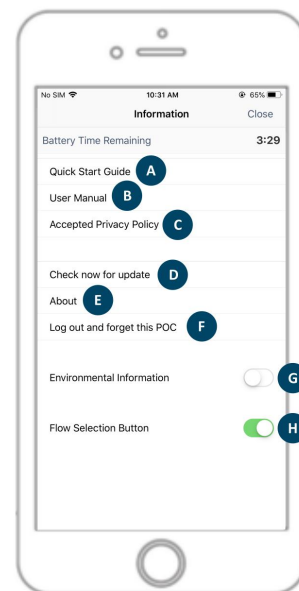 No SIM 10:31 AM 65%
Information Close
Battery Time Remaining 3:29
Quick Start Guide A
User Manual B
Accepted Privacy Policy C
Check now for update D
About E
Log out and forget this POC F
Environmental Information G
Flow Selection Button H